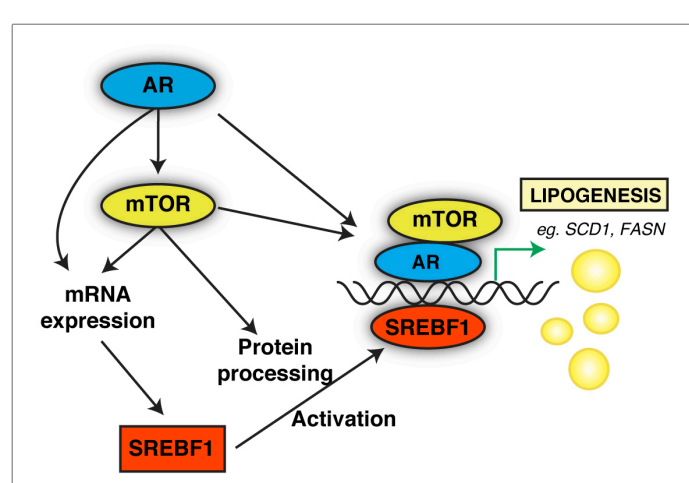 AR
mTOR
mRNA
expression
Protein
processing
SREBF1
Activation
mTOR
AR
SREBF1
LIPOGENESIS
eg. SCD1, FASN